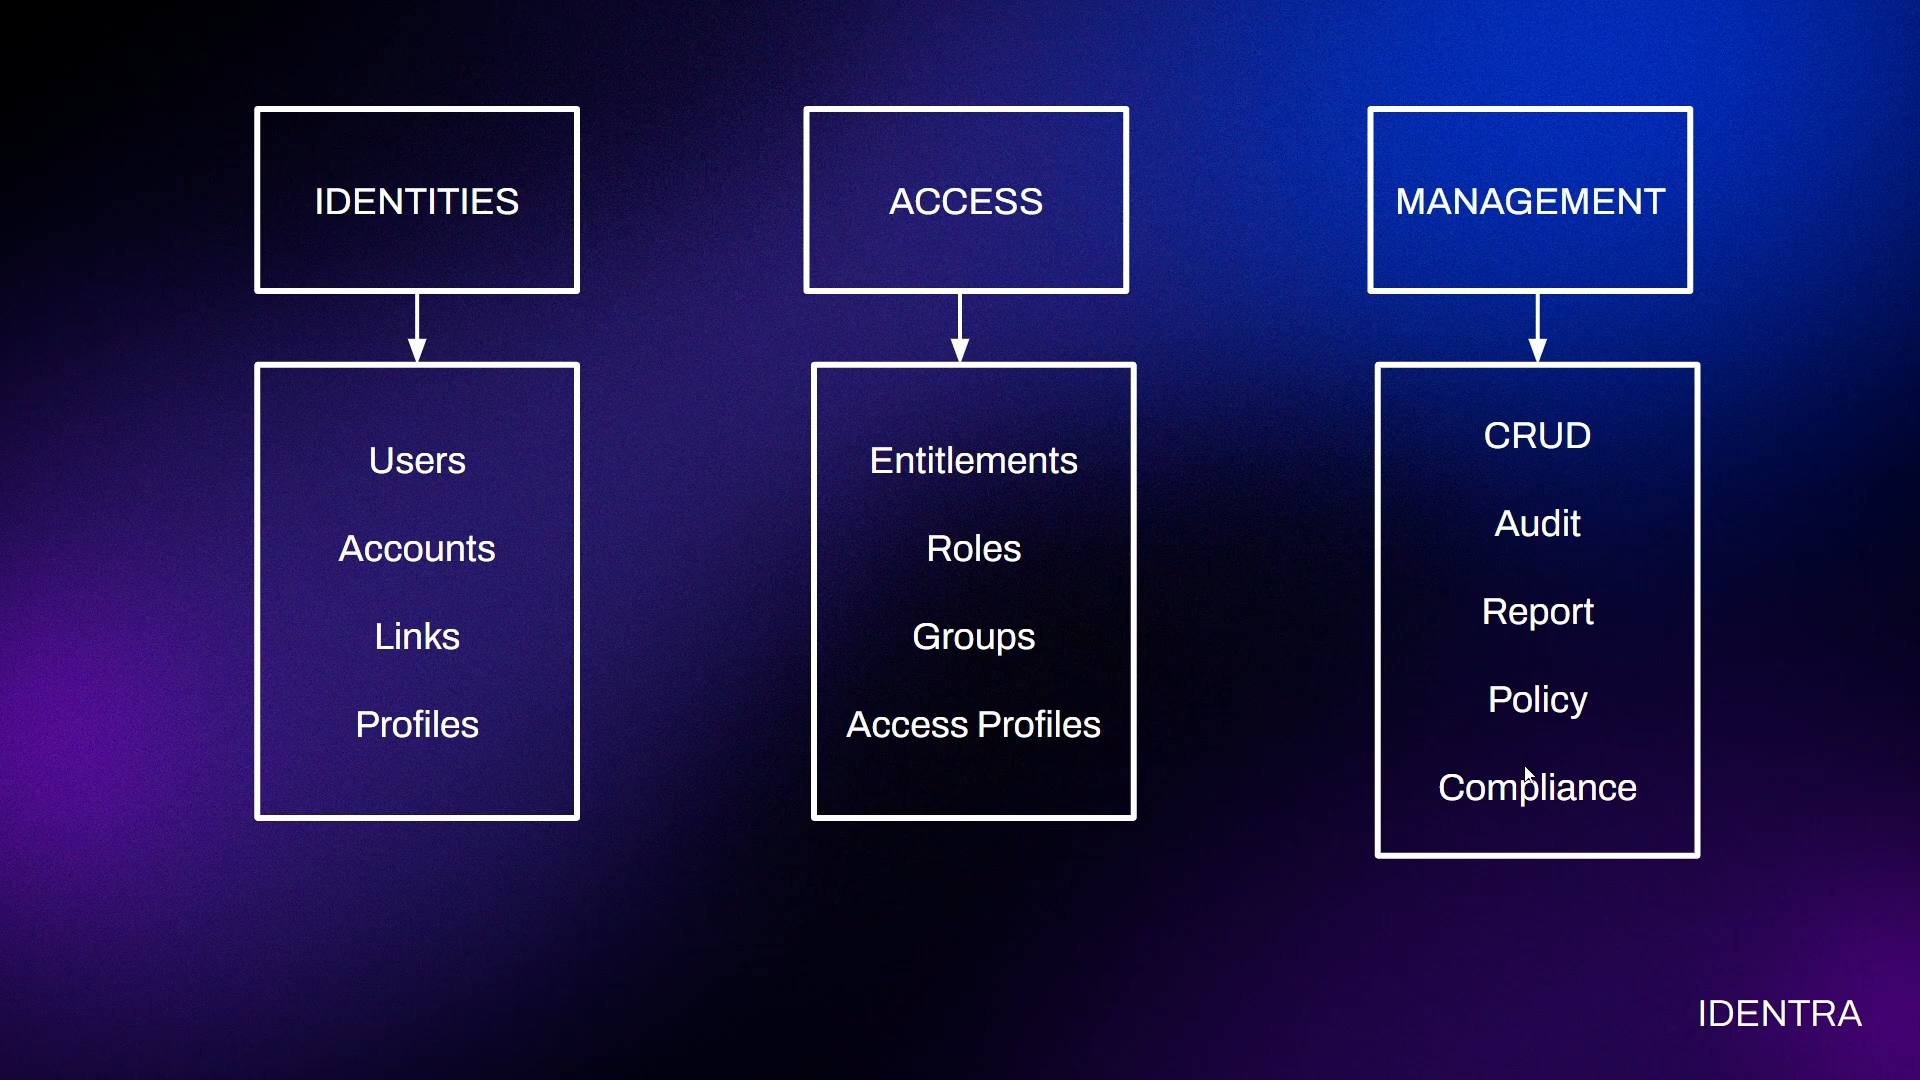 IDENTITIES
Users
Accounts
Links
Profiles
ACCESS
Entitlements
Roles
Groups
Access Profiles
MANAGEMENT
CRUD
Audit
Report
Policy
Compliance
IDENTRA